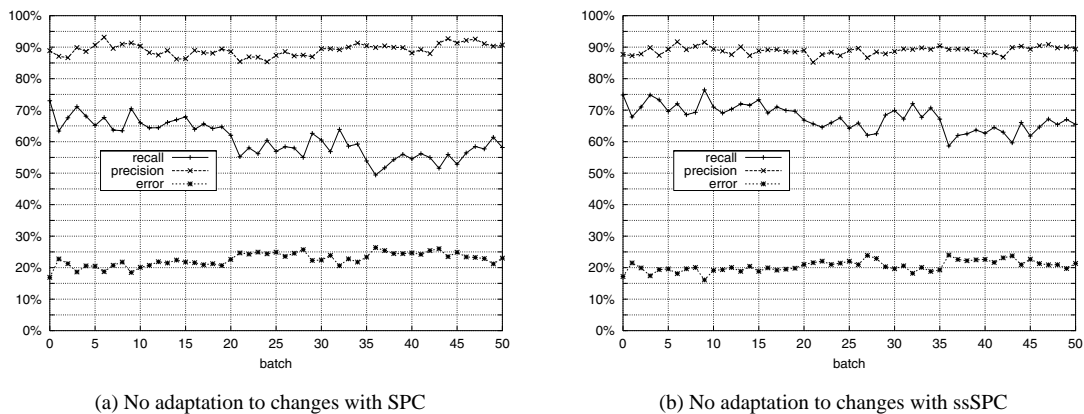 100%
90%
80%
70%
60%
50%
40%
30%
20%
10%
0%
recall
precision
error
0 5 10 15 20 25 30 35 40 45 50
batch
(a) No adaptation to changes with SPC
100%
90%
80%
70%
60%
50%
40%
30%
20%
10%
0%
recall
precision
error
0 5 10 15 20 25 30 35 40 45 50
batch
(b) No adaptation to changes with ssSPC